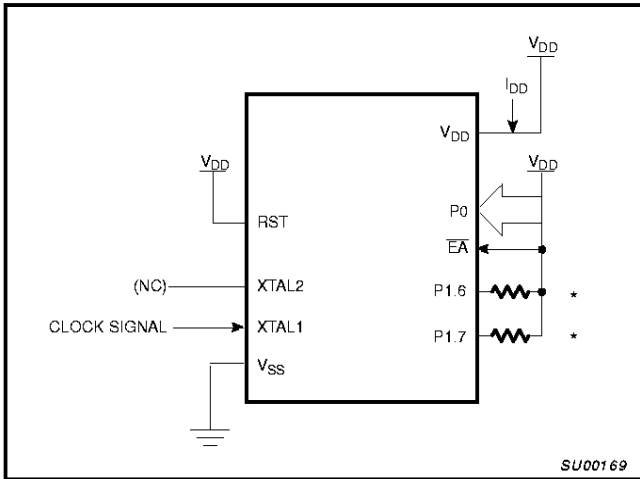 VDD
IDD
VDD
VDD
VDD
P0
RST
EA
(NC)
XTAL2
P1.6
*
CLOCK SIGNAL
XTAL1
P1.7
*
VSS
SU00169